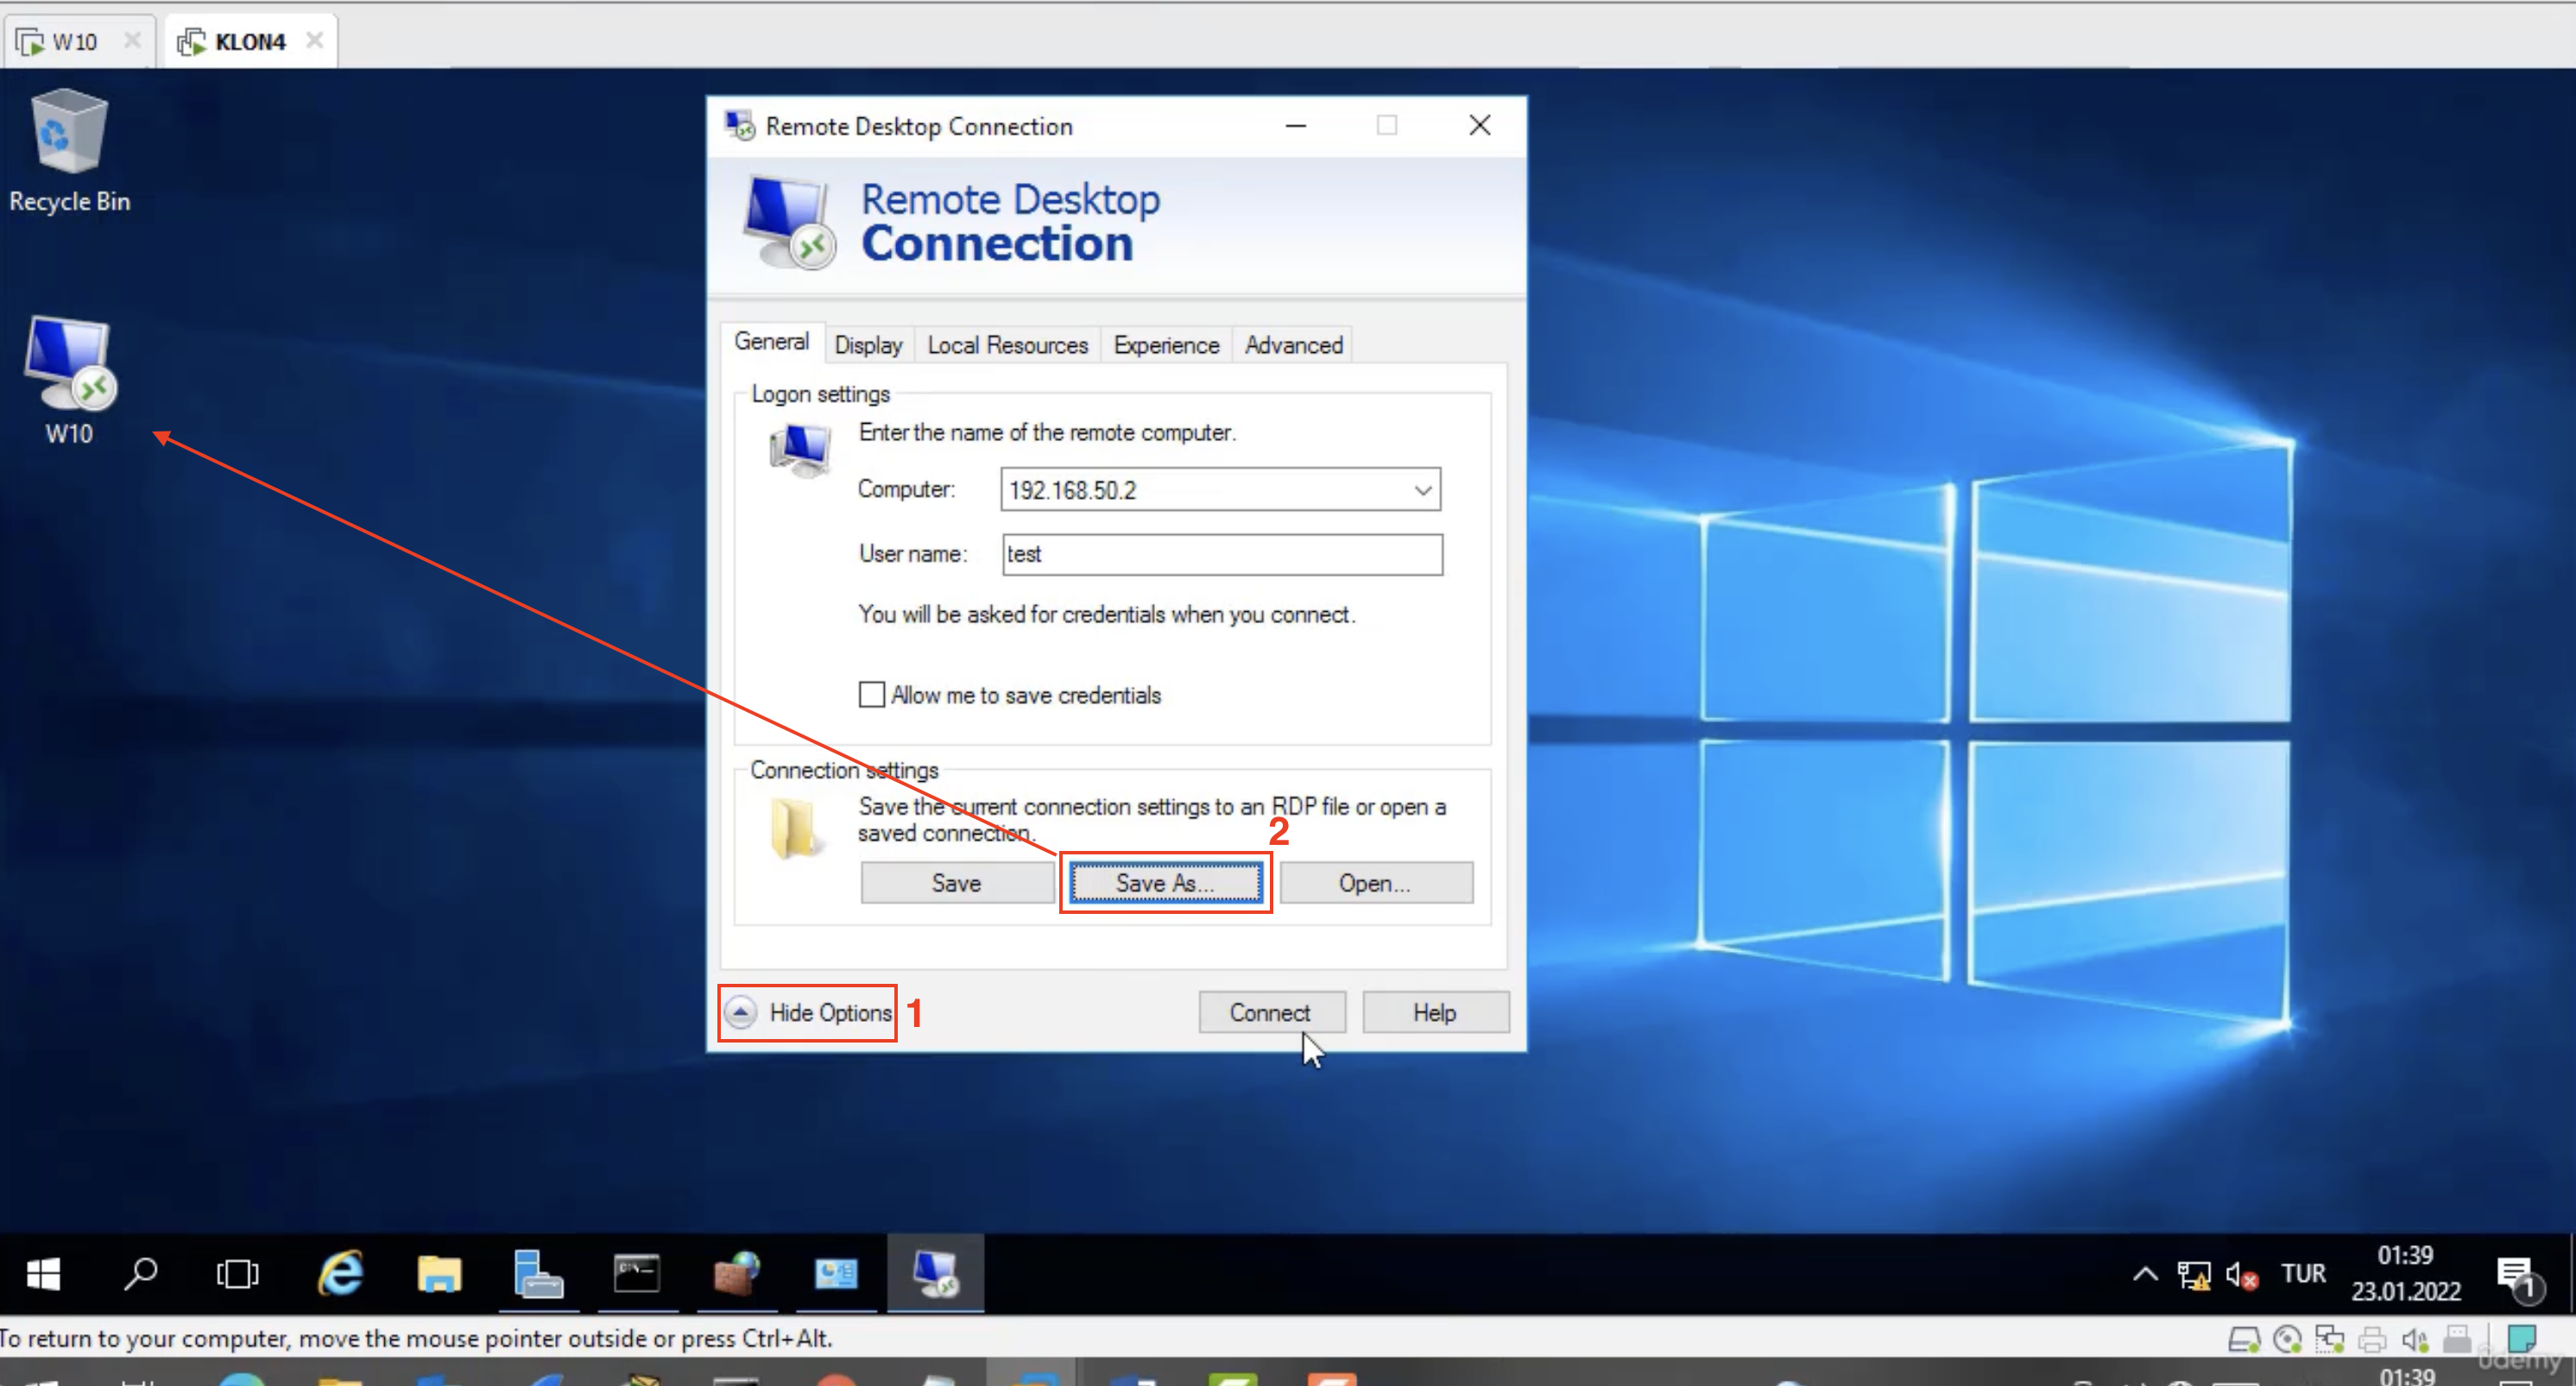 W10
KLON4
Recycle Bin
W10
Remote Desktop Connection
Remote Desktop
Connection
General
Display
Local Resources
Experience
Advanced
Logon settings
Enter the name of the remote computer.
Computer:
192.168.50.2
User name:
test
You will be asked for credentials when you connect.
Allow me to save credentials
Connection settings
Save the current connection settings to an RDP file or open a
saved connection.
2
Save
Save As...
Open...
Hide Options
1
Connect
Help
TUR
01:39
23.01.2022
1
To return to your computer, move the mouse pointer outside or press Ctrl+Alt.
ûdemy
01:39